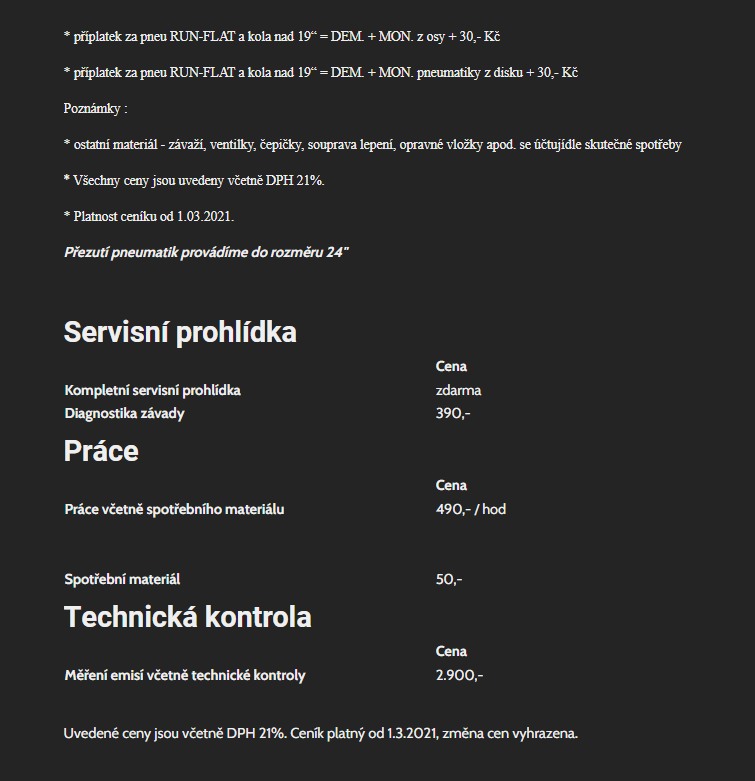 * příplatek za pneu RUN-FLAT a kola nad 19“ = DEM. + MON. z osy + 30,- Kč
* příplatek za pneu RUN-FLAT a kola nad 19“ = DEM. + MON. pneumatiky z disku + 30,- Kč
Poznámky :
* ostatní materiál - závaží, ventilky, čepičky, souprava lepení, opravné vložky apod. se účtujídle skutečné spotřeby
* Všechny ceny jsou uvedeny včetně DPH 21%.
* Platnost ceníku od 1.03.2021.
Přezutí pneumatik provádíme do rozměru 24"
Servisní prohlídka
Cena
Kompletní servisní prohlídka zdarma
Diagnostika závady 390,-
Práce
Cena
Práce včetně spotřebního materiálu 490,- / hod
Spotřební materiál 50,-
Technická kontrola
Cena
Měření emisí včetně technické kontroly 2.900,-
Uvedené ceny jsou včetně DPH 21%. Ceník platný od 1.3.2021, změna cen vyhrazena.